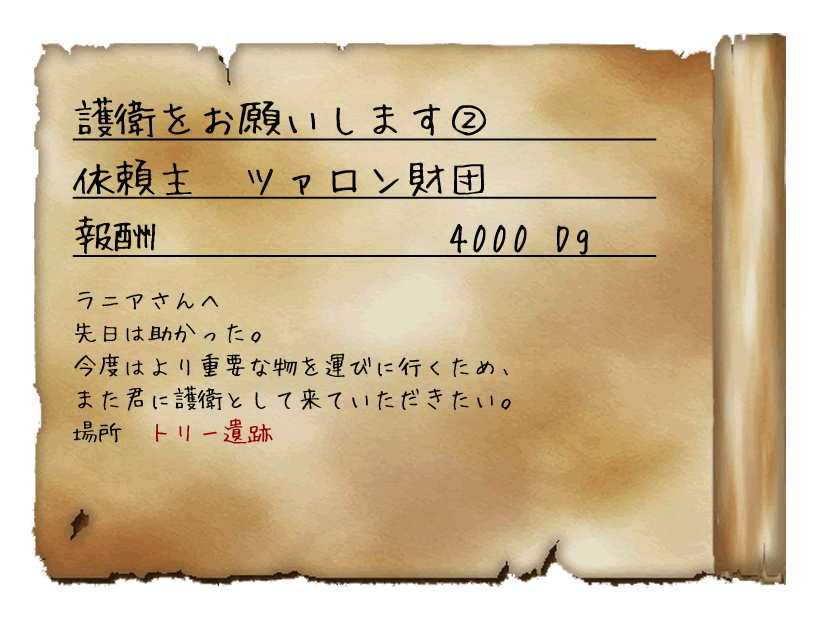 護衛をお願いします②
依頼主　ツァロン財団
報酬　4000 Dg
ラニアさんへ
先日は助かった。
今度はより重要な物を運びに行くため、
また君に護衛として来ていただきたい。
場所　トリー遺跡